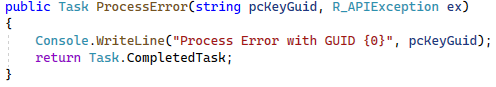 public Task ProcessError(string pcKeyGuid, R_APIException ex)
{
    Console.WriteLine("Process Error with GUID {0}", pcKeyGuid);
    return Task.CompletedTask;
}